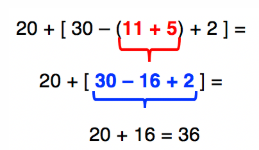 20 + [ 30 – (11 + 5) + 2 ] =
20 + [ 30 – 16 + 2 ] =
20 + 16 = 36